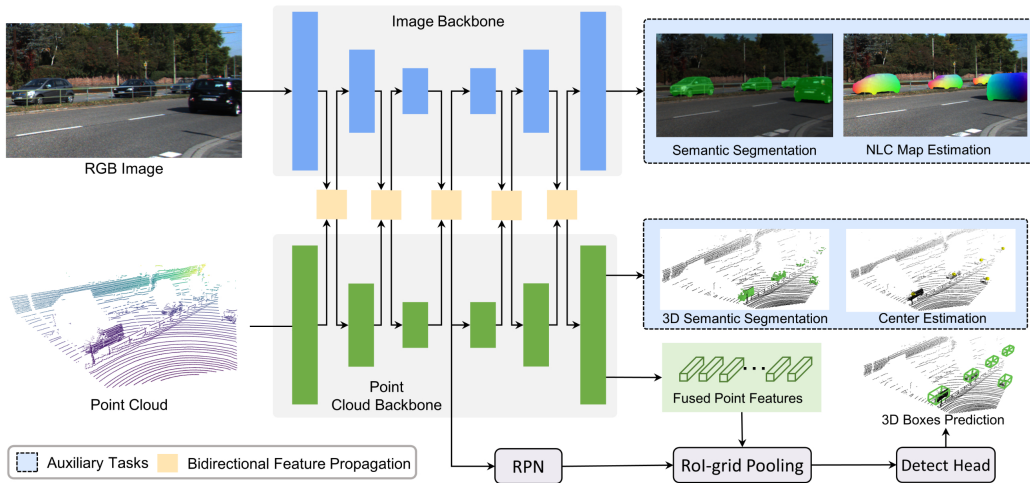 Image Backbone
RGB Image
Semantic Segmentation
NLC Map Estimation
Point Cloud
Point
Cloud Backbone
3D Semantic Segmentation
Center Estimation
Fused Point Features
3D Boxes Prediction
Auxiliary Tasks
Bidirectional Feature Propagation
RPN
RoI-grid Pooling
Detect Head